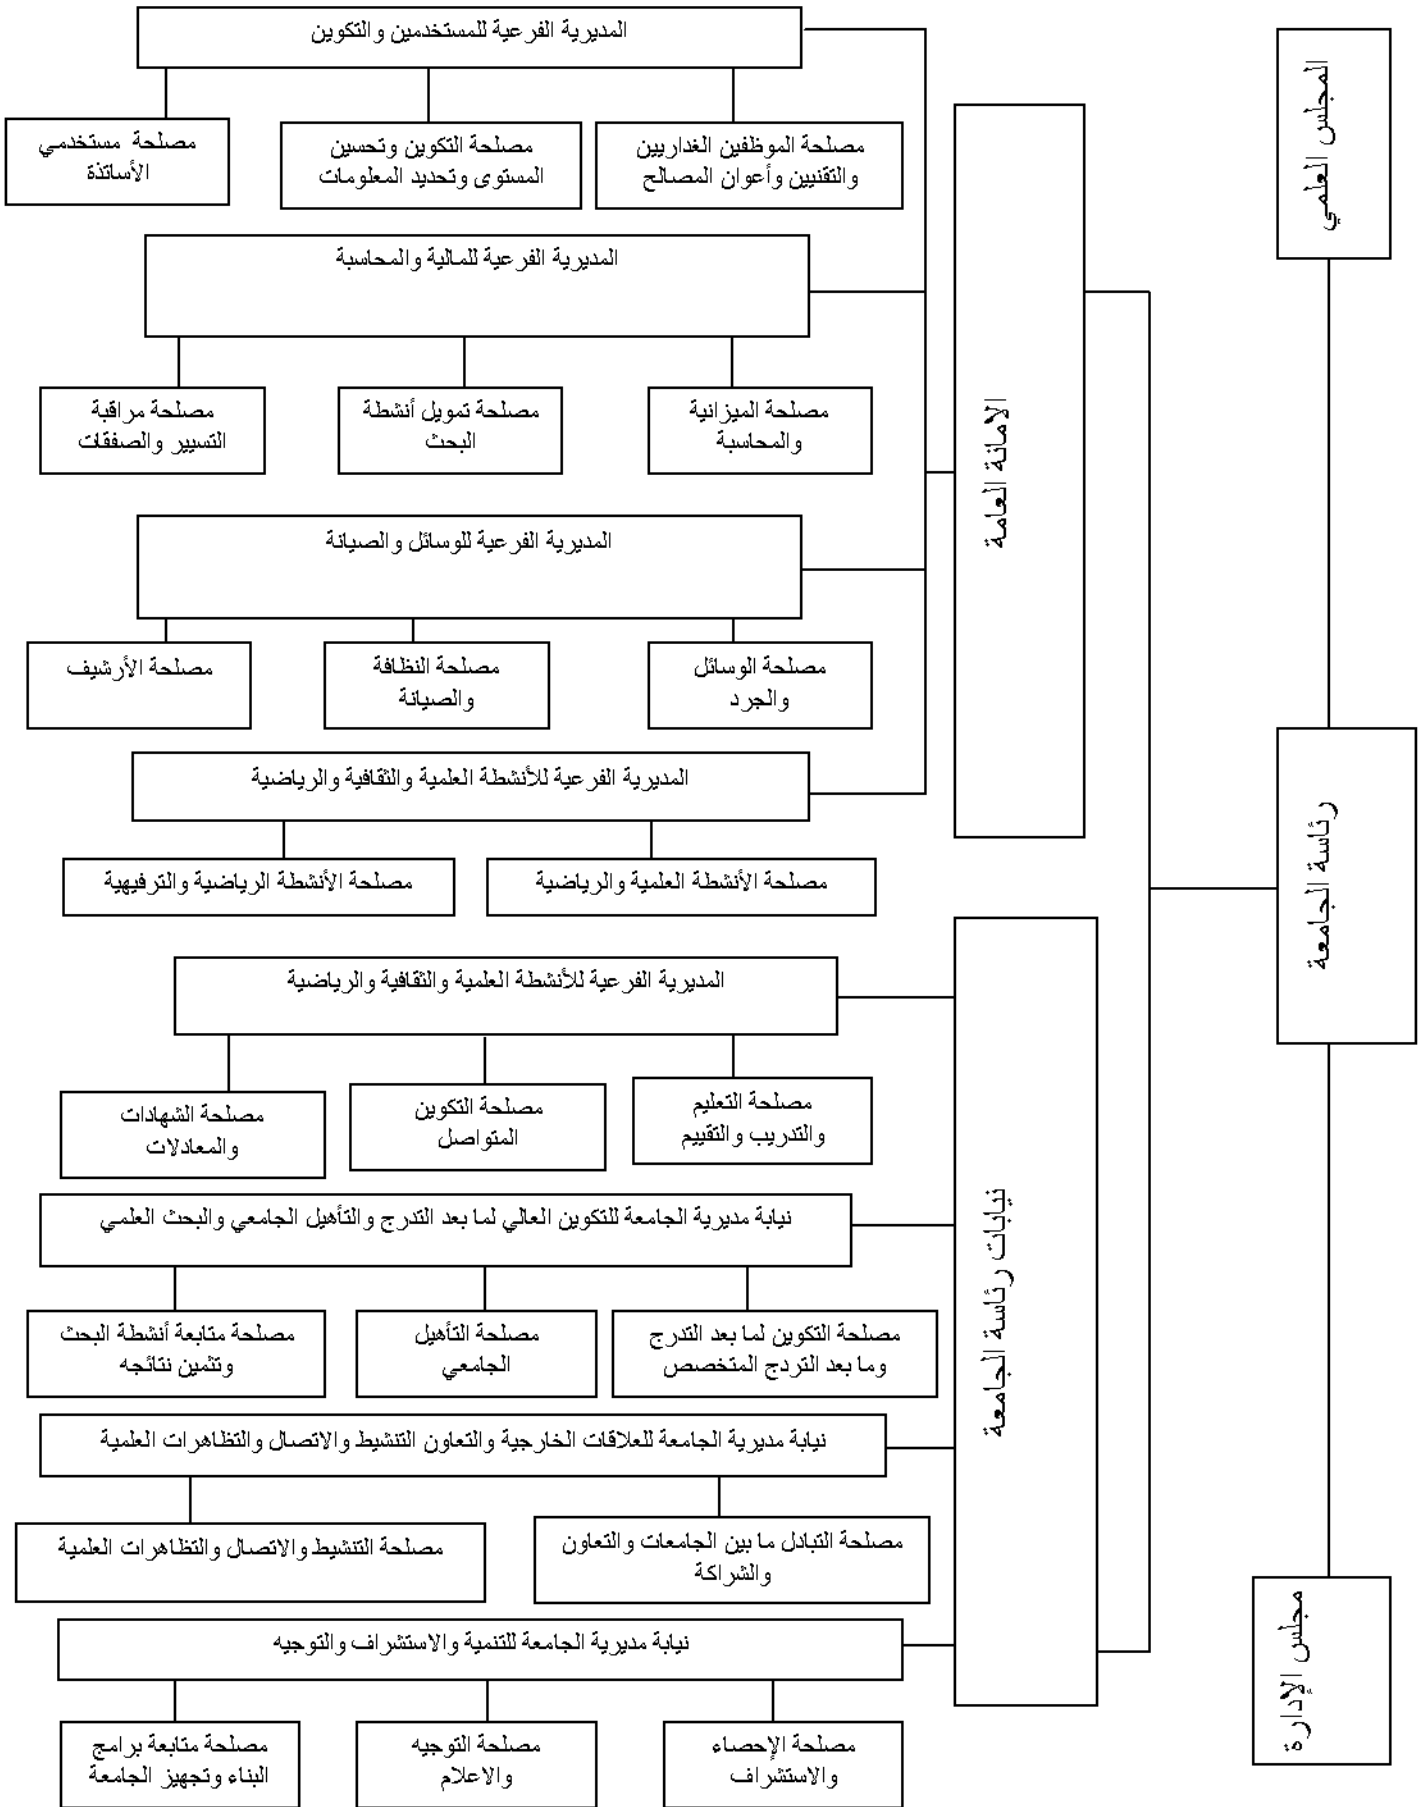 المجلس العلمي
رئاسة الجامعة
مجلس الإدارة
الامانة العامة
المديرية الفرعية للمستخدمين والتكوين
مصلحة الموظفين الغداريين
والتقنيين وأعوان المصالح
مصلحة التكوين وتحسين
المستوى وتحديد المعلومات
مصلحة مستخدمي
الأساتذة
المديرية الفرعية للمالية والمحاسبة
مصلحة الميزانية
والمحاسبة
مصلحة تمويل أنشطة
البحث
مصلحة مراقبة
التسيير والصفقات
المديرية الفرعية للوسائل والصيانة
مصلحة الوسائل
والجرد
مصلحة النظافة
والصيانة
مصلحة الأرشيف
المديرية الفرعية للأنشطة العلمية والثقافية والرياضية
مصلحة الأنشطة العلمية والرياضية
مصلحة الأنشطة الرياضية والترفيهية
نيابات رئاسة الجامعة
المديرية الفرعية للأنشطة العلمية والثقافية والرياضية
مصلحة التعليم
والتدريب والتقييم
مصلحة التكوين
المتواصل
مصلحة الشهادات
والمعادلات
نيابة مديرية الجامعة للتكوين العالي لما بعد التدرج والتأهيل الجامعي والبحث العلمي
مصلحة التكوين لما بعد التدرج
وما بعد التردج المتخصص
مصلحة التأهيل
الجامعي
مصلحة متابعة أنشطة البحث
وتثمين نتائجه
نيابة مديرية الجامعة للعلاقات الخارجية والتعاون التنشيط والاتصال والتظاهرات العلمية
مصلحة التبادل ما بين الجامعات والتعاون
والشراكة
مصلحة التنشيط والاتصال والتظاهرات العلمية
نيابة مديرية الجامعة للتنمية والاستشراف والتوجيه
مصلحة الإحصاء
والاستشراف
مصلحة التوجيه
والاعلام
مصلحة متابعة برامج
البناء وتجهيز الجامعة